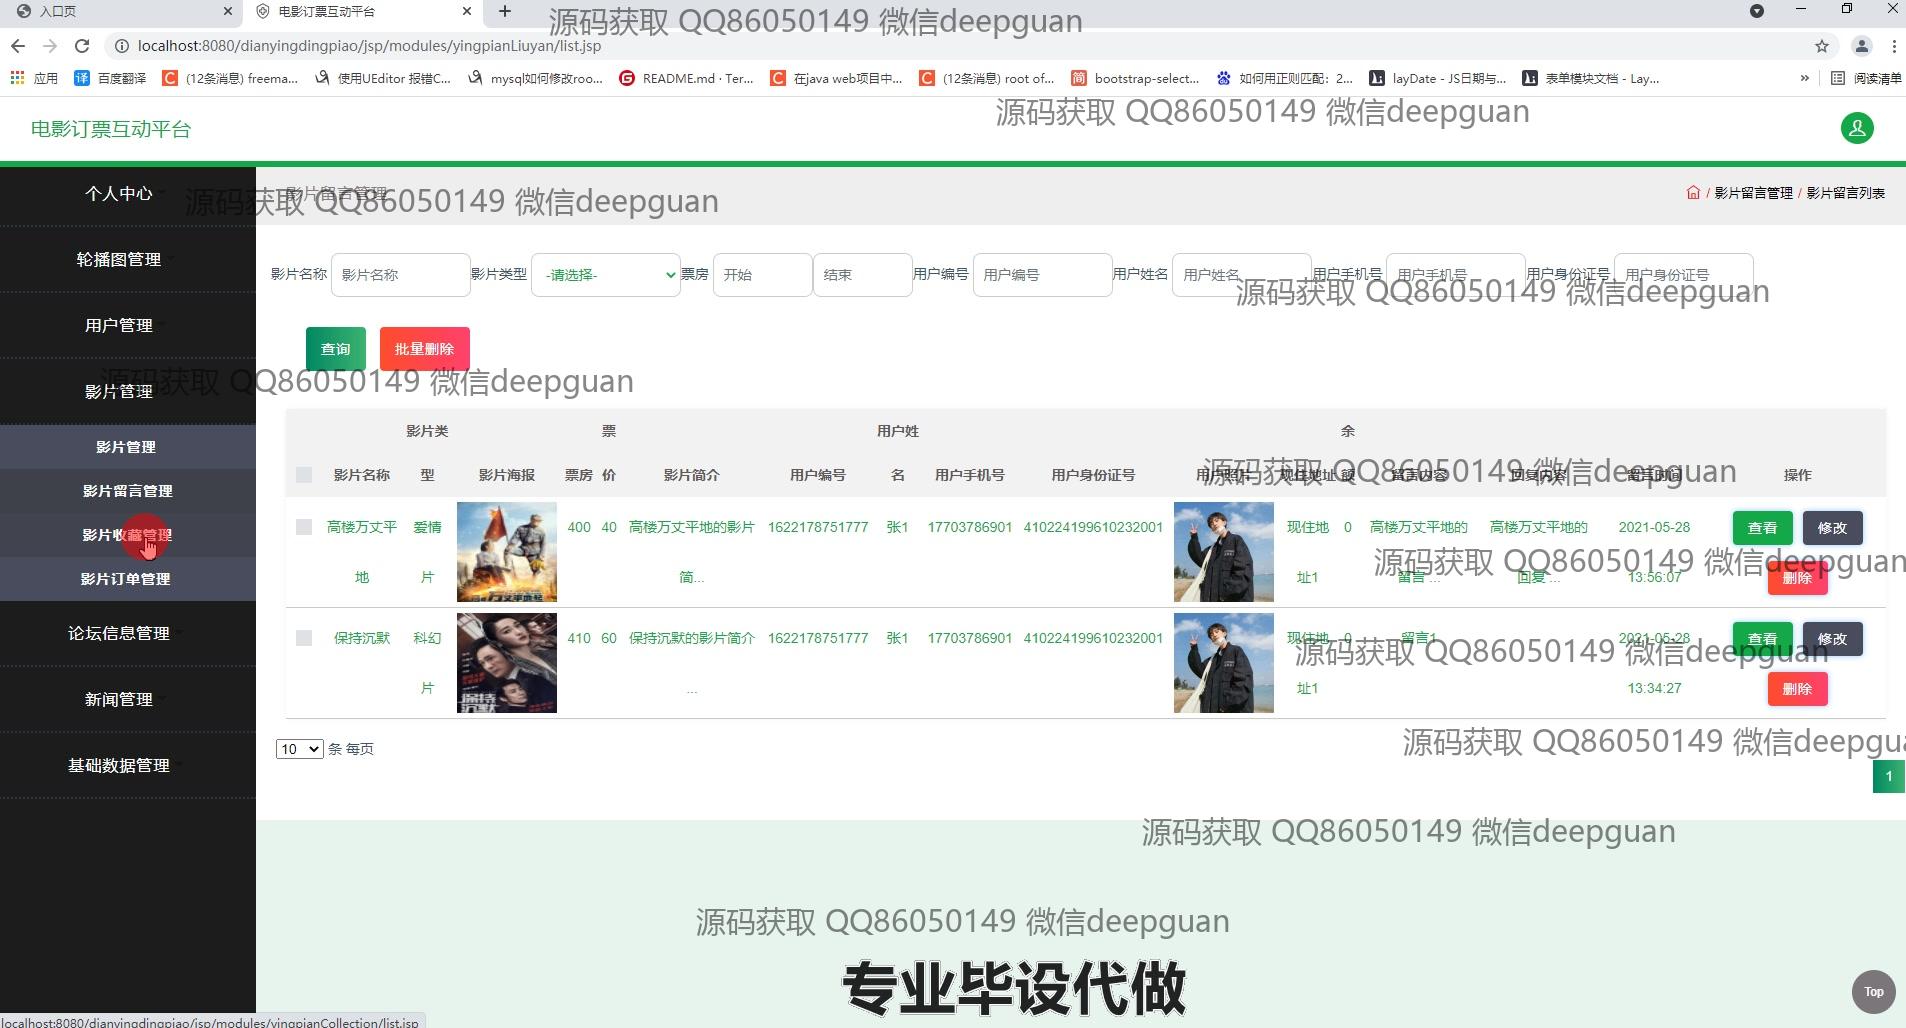 入口页
电影订票互动平台
源码获取 QQ86050149 微信deepguan
localhost:8080/dianyingdingpiao/jsp/modules/yingpianLiuyan/list.jsp
应用 百度翻译 (12条消息) freema... 使用UEditor 报错C... mysql如何修改roo... README.md · Ter... 在java web项目中... (12条消息) root of... bootstrap-select... 如何用正则匹配：2... layDate - JS日期与... 表单模块文档 - Lay... » 阅读清单
源码获取 QQ86050149 微信deepguan
电影订票互动平台
个人中心
影片留言管理
源码获取 QQ86050149 微信deepguan
/ 影片留言管理 / 影片留言列表
轮播图管理
用户管理
影片管理
影片管理
影片留言管理
影片收藏管理
影片订单管理
论坛信息管理
新闻管理
基础数据管理
影片名称 影片名称 影片类型 -请选择- 票房 开始 结束 用户编号 用户编号 用户姓名 用户姓名 用户手机号 用户手机号 用户身份证号 用户身份证号
源码获取 QQ86050149 微信deepguan
查询 批量删除
源码获取 QQ86050149 微信deepguan
影片名称 影片类型 影片海报 票房 票价 影片简介 用户编号 用户姓名 用户手机号 用户身份证号 用户照片 现住地址 余额 留言内容 回复内容 留言时间 操作
源码获取 QQ86050149 微信deepguan
高楼万丈平 爱情 400 40 高楼万丈平地的影片 1622178751777 张1 17703786901 410224199610232001 现住地 0 高楼万丈平地的 高楼万丈平地的 2021-05-28 查看 修改
地 片 简... 址1 留言 ... 回复 ... 13:56:07 删除
源码获取 QQ86050149 微信deepguan
保持沉默 科幻 410 60 保持沉默的影片简介 1622178751777 张1 17703786901 410224199610232001 现住地 0 留言1 2021-05-28 查看 修改
片 ... 址1 13:34:27 删除
保持沉默
源码获取 QQ86050149 微信deepguan
10 条 每页
源码获取 QQ86050149 微信deepgua
1
源码获取 QQ86050149 微信deepguan
源码获取 QQ86050149 微信deepguan
专业毕设代做
Top
localhost:8080/dianyingdingpiao/jsp/modules/yingpianCollection/list.jsp